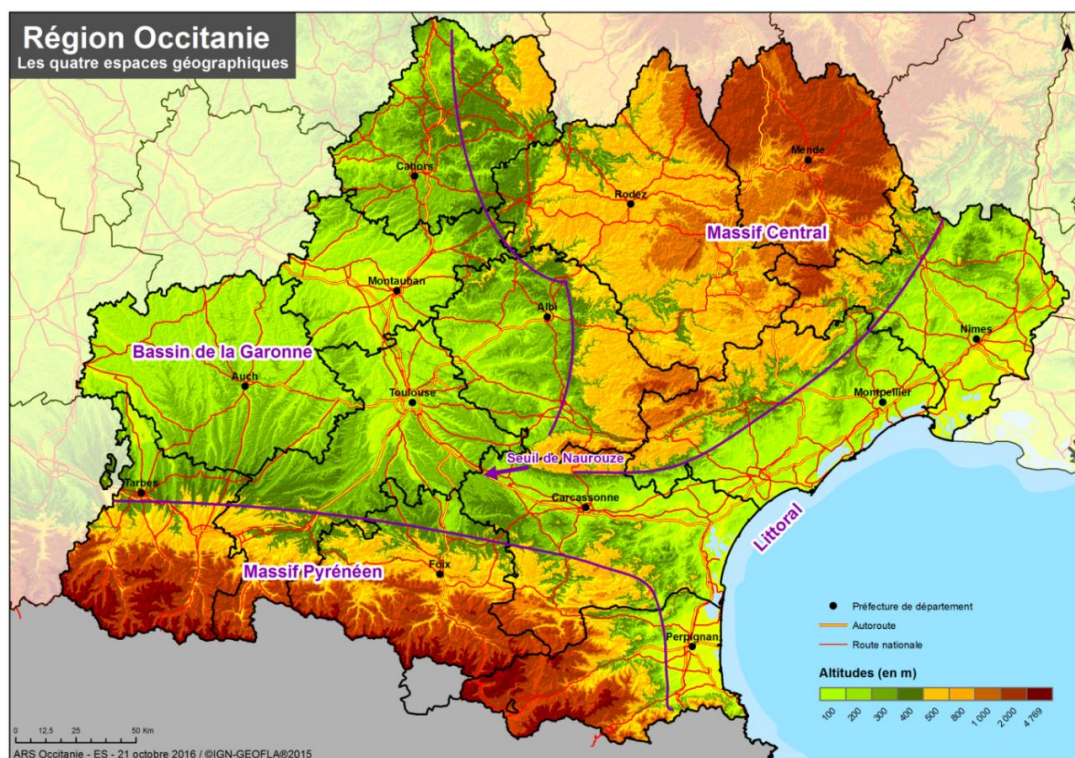 Région Occitanie
Les quatre espaces géographiques
N
Mende
Cahors
Rodez
Massif Central
Montauban
Albi
Nîmes
Bassin de la Garonne
Auch
Toulouse
Montpellier
Seuil de Naurouze
Tarbes
Carcassonne
Littoral
Massif Pyrénéen
Foix
Préfecture de département
Autoroute
Perpignan
Route nationale
Altitudes (en m)
100 200 300 400 500 800 1 000 2 000 4 769
0 12,5 25 50 Km
ARS Occitanie - ES - 21 octobre 2016 / ©IGN-GEOFLA®2015